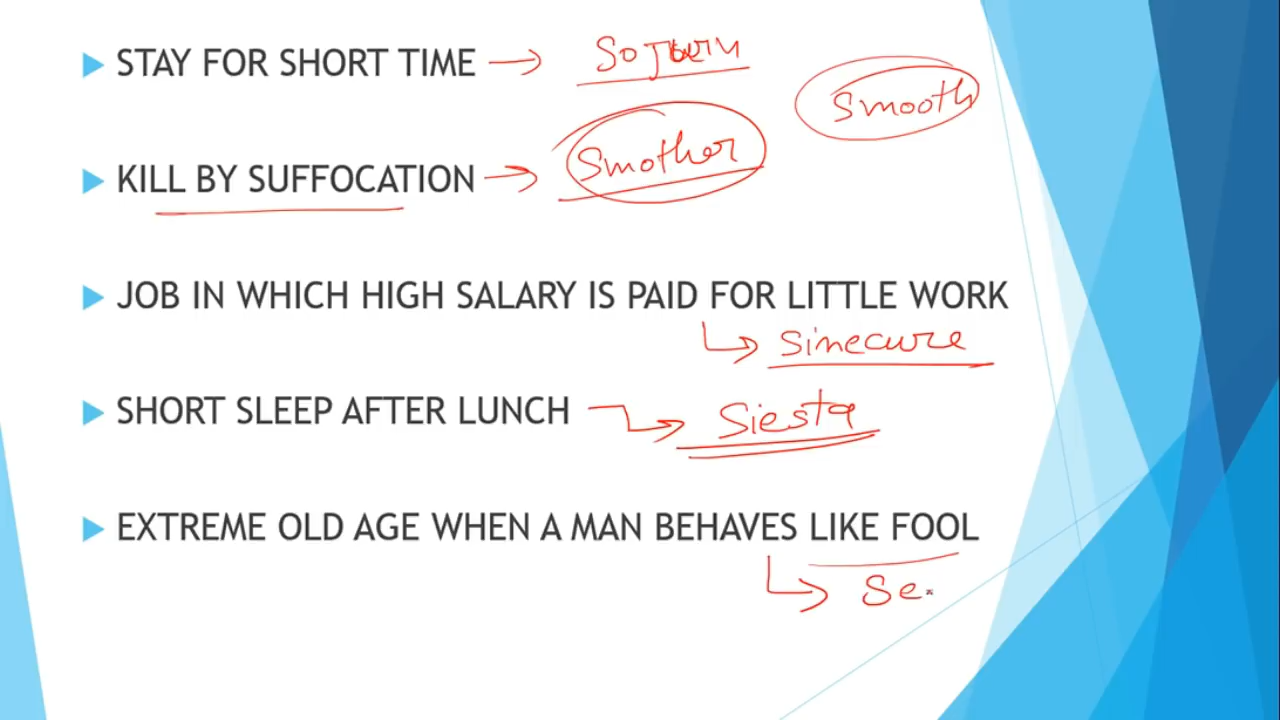 STAY FOR SHORT TIME → Sojourn
Smooth
KILL BY SUFFOCATION → Smother
JOB IN WHICH HIGH SALARY IS PAID FOR LITTLE WORK
Sinecure
SHORT SLEEP AFTER LUNCH → Siesta
EXTREME OLD AGE WHEN A MAN BEHAVES LIKE FOOL
Se